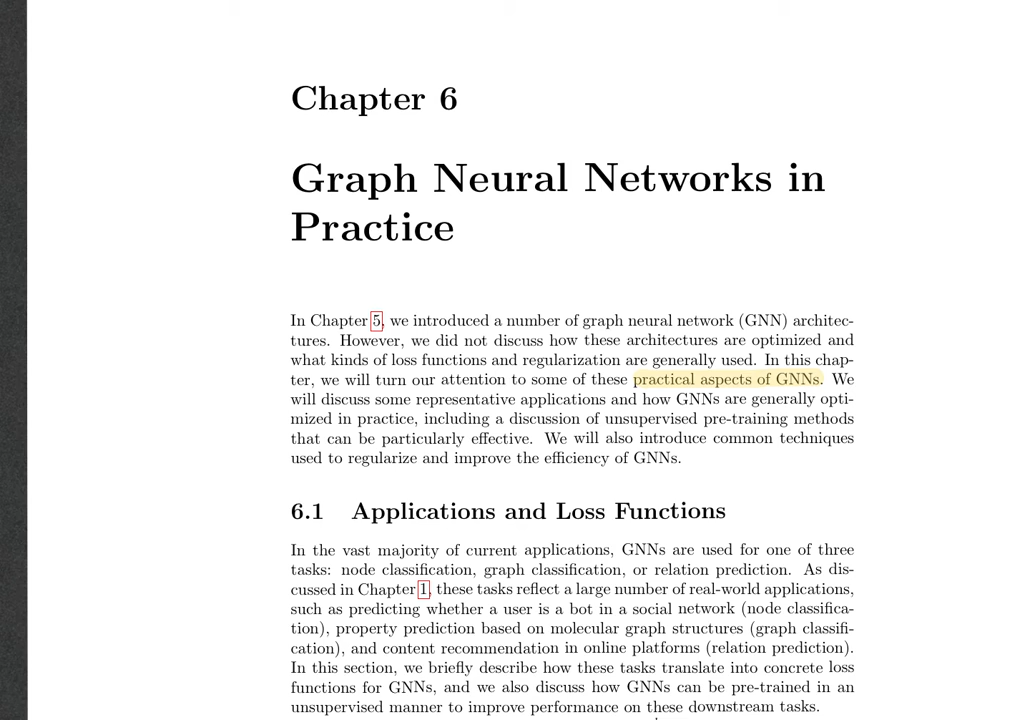 Chapter 6
Graph Neural Networks in
Practice
In Chapter 5, we introduced a number of graph neural network (GNN) architec-
tures. However, we did not discuss how these architectures are optimized and
what kinds of loss functions and regularization are generally used. In this chap-
ter, we will turn our attention to some of these practical aspects of GNNs. We
will discuss some representative applications and how GNNs are generally opti-
mized in practice, including a discussion of unsupervised pre-training methods
that can be particularly effective. We will also introduce common techniques
used to regularize and improve the efficiency of GNNs.
6.1 Applications and Loss Functions
In the vast majority of current applications, GNNs are used for one of three
tasks: node classification, graph classification, or relation prediction. As dis-
cussed in Chapter 1, these tasks reflect a large number of real-world applications,
such as predicting whether a user is a bot in a social network (node classifica-
tion), property prediction based on molecular graph structures (graph classifi-
cation), and content recommendation in online platforms (relation prediction).
In this section, we briefly describe how these tasks translate into concrete loss
functions for GNNs, and we also discuss how GNNs can be pre-trained in an
unsupervised manner to improve performance on these downstream tasks.